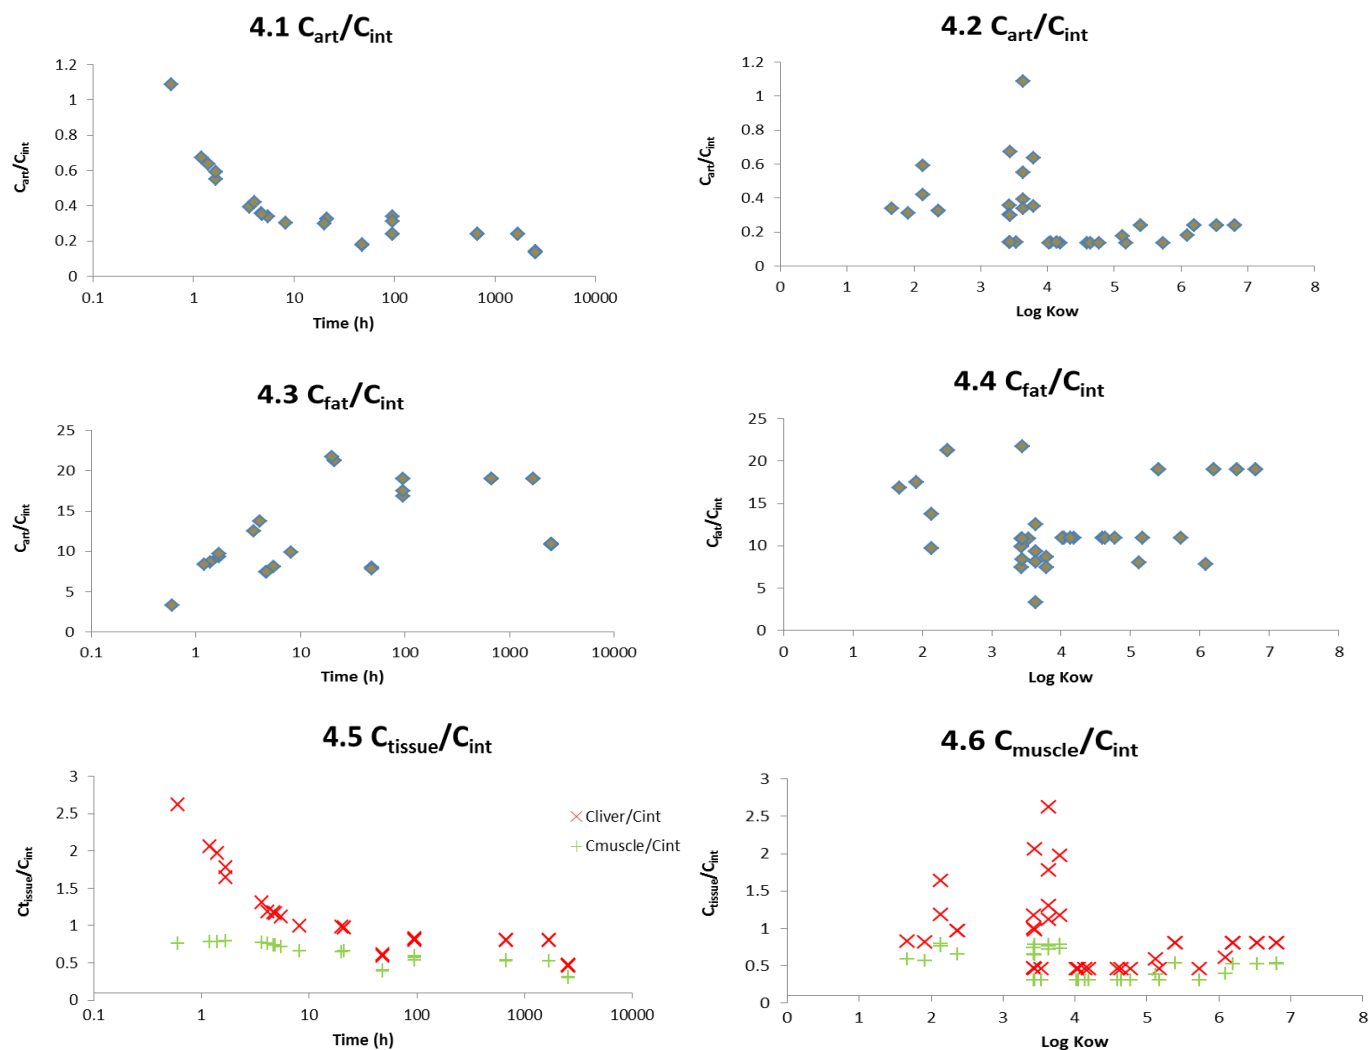 4.1 Cart/Cint
1.2
1
0.8
0.6
0.4
0.2
0
Cart/Cint
0.1 1 10 100 1000 10000
Time (h)
4.2 Cart/Cint
1.2
1
0.8
0.6
0.4
0.2
0
Cart/Cint
0 1 2 3 4 5 6 7 8
Log Kow
4.3 Cfat/Cint
25
20
15
10
5
0
Cart/Cint
0.1 1 10 100 1000 10000
Time (h)
4.4 Cfat/Cint
25
20
15
10
5
0
Cfat/Cint
0 1 2 3 4 5 6 7 8
Log Kow
4.5 Ctissue/Cint
3
2.5
2
1.5
1
0.5
0
Cttissue/Cint
Cliver/Cint
Cmuscle/Cint
0.1 1 10 100 1000 10000
Time (h)
4.6 Cmuscle/Cint
3
2.5
2
1.5
1
0.5
0
Ctissue/Cint
0 1 2 3 4 5 6 7 8
Log Kow